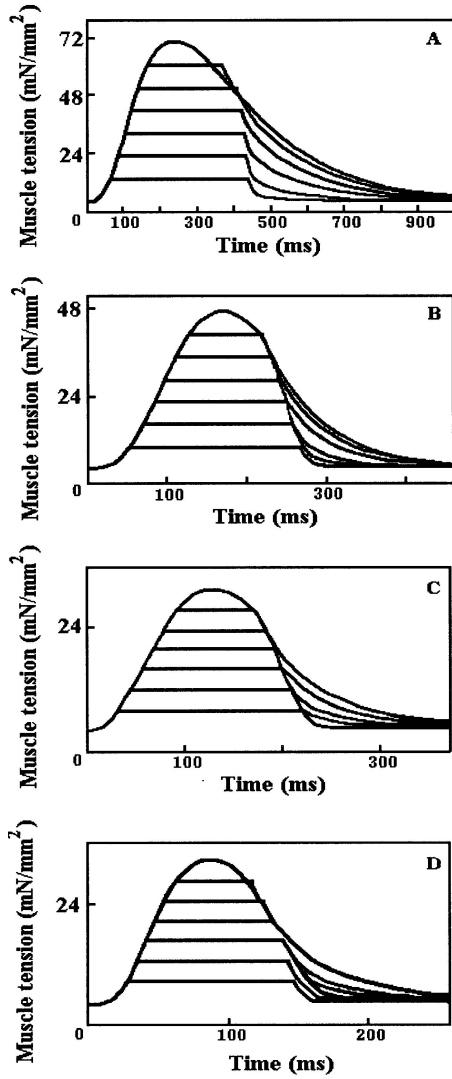 A
Muscle tension (mN/mm²)
72
48
24
0
100 300 500 700 900
Time (ms)
B
Muscle tension (mN/mm²)
48
24
0
100 300
Time (ms)
C
Muscle tension (mN/mm²)
24
0
100 300
Time (ms)
D
Muscle tension (mN/mm²)
24
0
100 200
Time (ms)